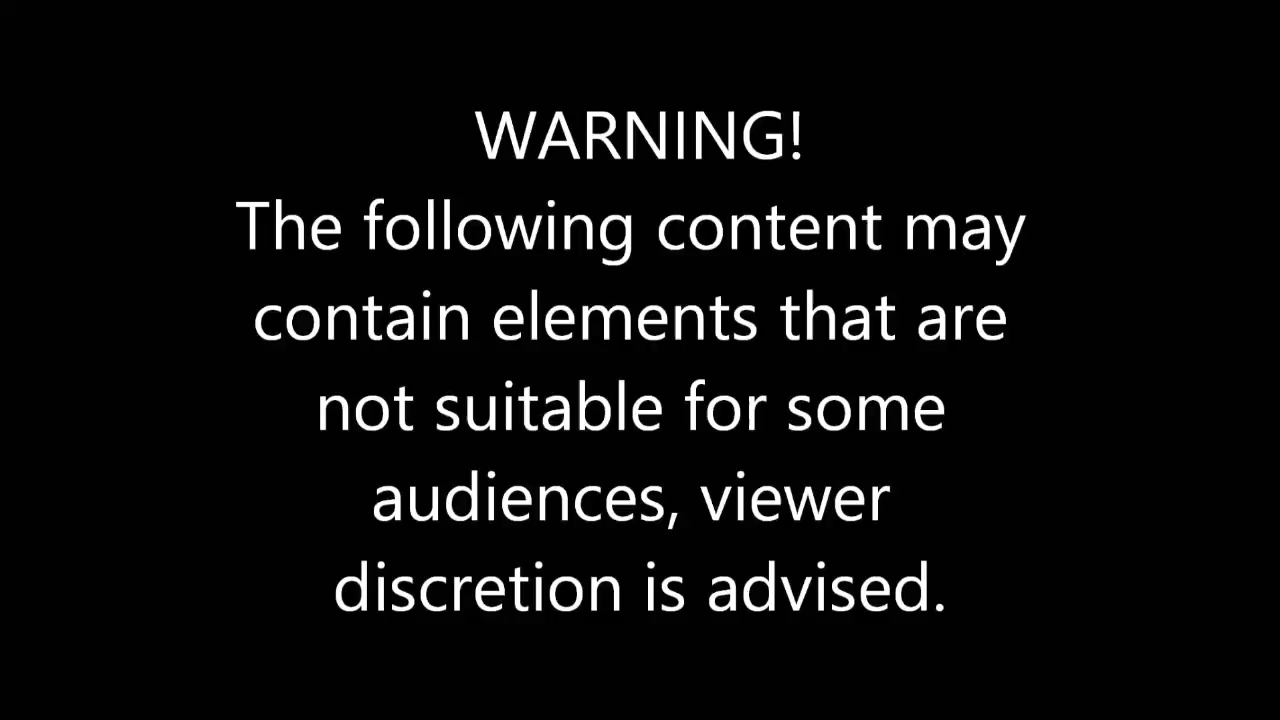 WARNING!
The following content may
contain elements that are
not suitable for some
audiences, viewer
discretion is advised.